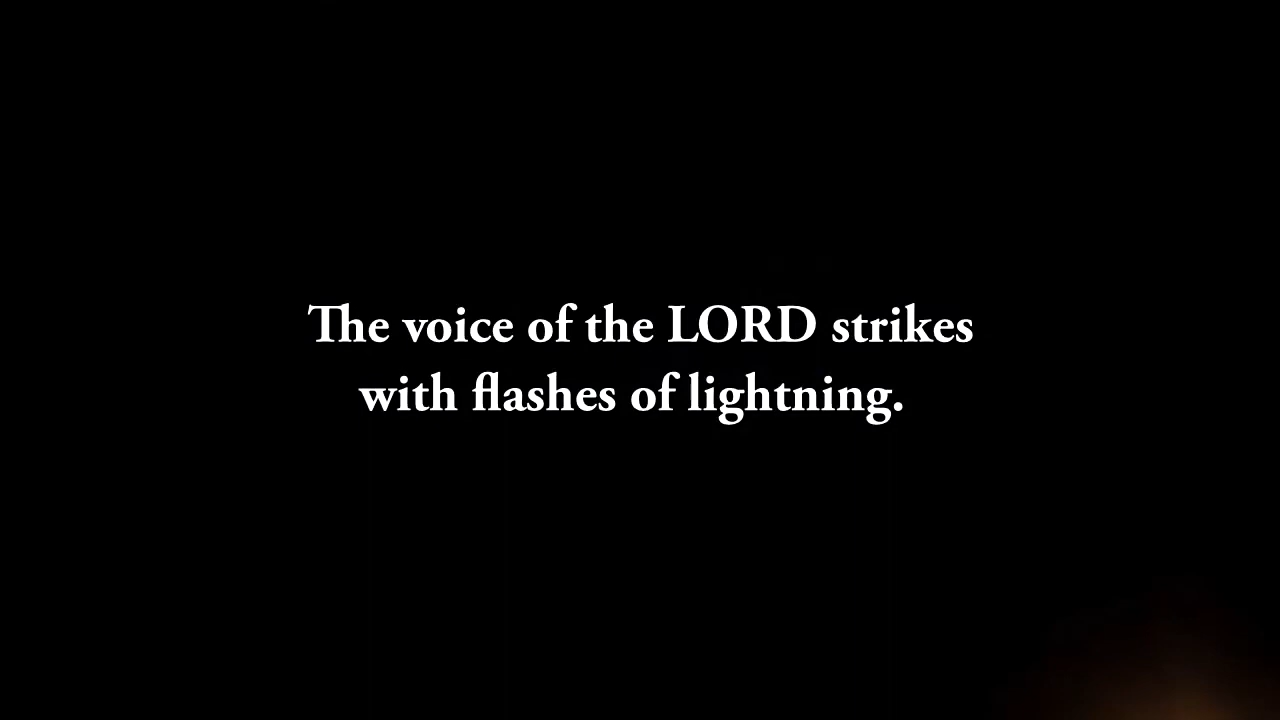 The voice of the LORD strikes
with flashes of lightning.